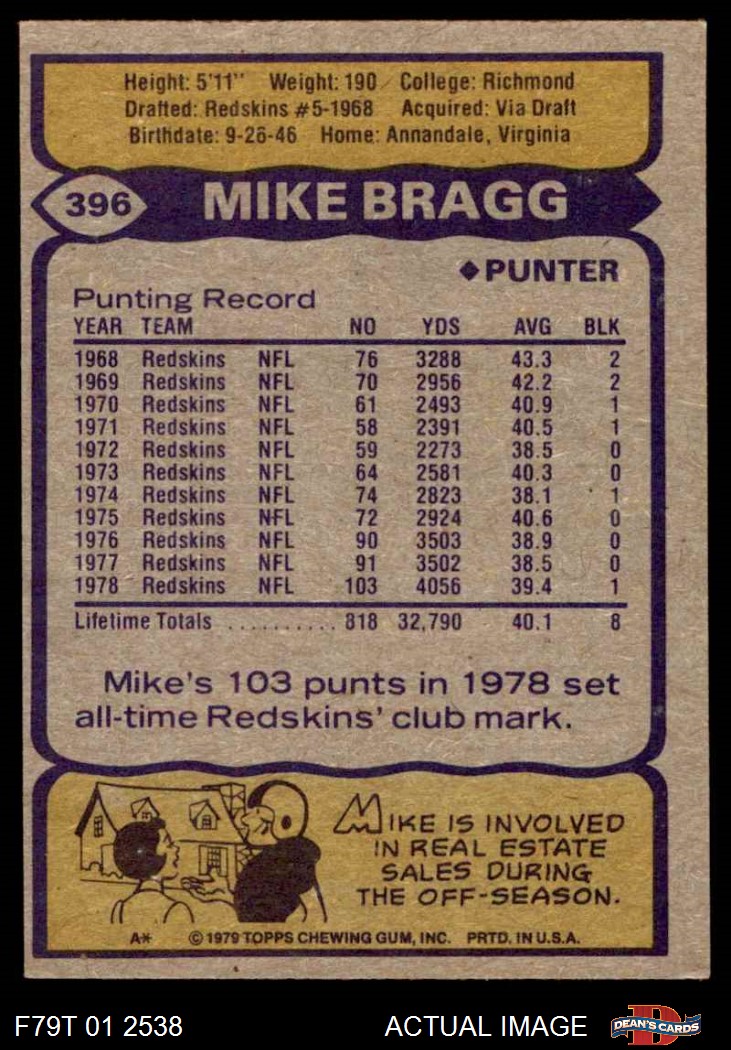 Height: 5'11" Weight: 190 College: Richmond
Drafted: Redskins #5-1968 Acquired: Via Draft
Birthdate: 9-26-46 Home: Annandale, Virginia
396 MIKE BRAGG
◆PUNTER
Punting Record
YEAR TEAM NO YDS AVG BLK
1968 Redskins NFL 76 3288 43.3 2
1969 Redskins NFL 70 2956 42.2 2
1970 Redskins NFL 61 2493 40.9 1
1971 Redskins NFL 58 2391 40.5 1
1972 Redskins NFL 59 2273 38.5 0
1973 Redskins NFL 64 2581 40.3 0
1974 Redskins NFL 74 2823 38.1 1
1975 Redskins NFL 72 2924 40.6 0
1976 Redskins NFL 90 3503 38.9 0
1977 Redskins NFL 91 3502 38.5 0
1978 Redskins NFL 103 4056 39.4 1
Lifetime Totals .......... 818 32,790 40.1 8
Mike's 103 punts in 1978 set
all-time Redskins' club mark.
MIKE IS INVOLVED
IN REAL ESTATE
SALES DURING
THE OFF-SEASON.
A* © 1979 TOPPS CHEWING GUM, INC. PRTD. IN U.S.A.
F79T 01 2538 ACTUAL IMAGE D DEAN'S CARDS